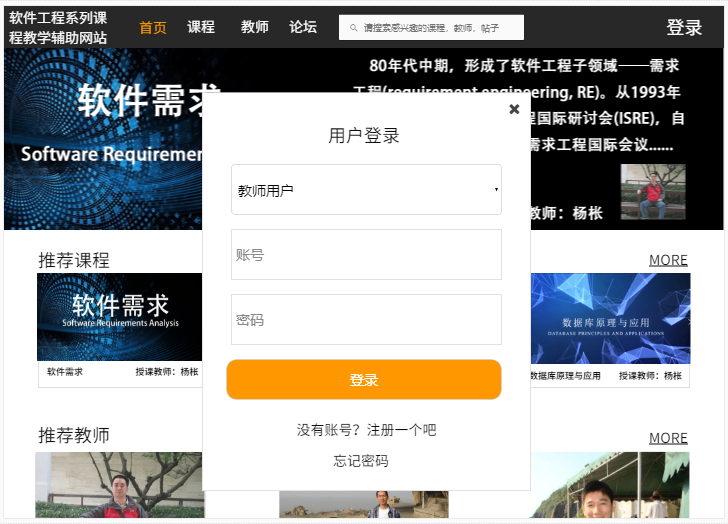 软件工程系列课
程教学辅助网站
首页
课程
教师
论坛
请搜索感兴趣的课程、教师、帖子
登录
软件需求
Software Requiremen
80年代中期，形成了软件工程子领域——需求
工程(requirement engineering, RE)。从1993年
程国际研讨会(ISRE)，自
需求工程国际会议......
教师：杨枨
用户登录
教师用户
账号
密码
登录
没有账号？注册一个吧
忘记密码
推荐课程
MORE
软件需求
Software Requirements Analysis
软件需求
授课教师：杨枨
数据库原理与应用
DATABASE PRINCIPLES AND APPLICATIONS
数据库原理与应用
授课教师：杨枨
推荐教师
MORE